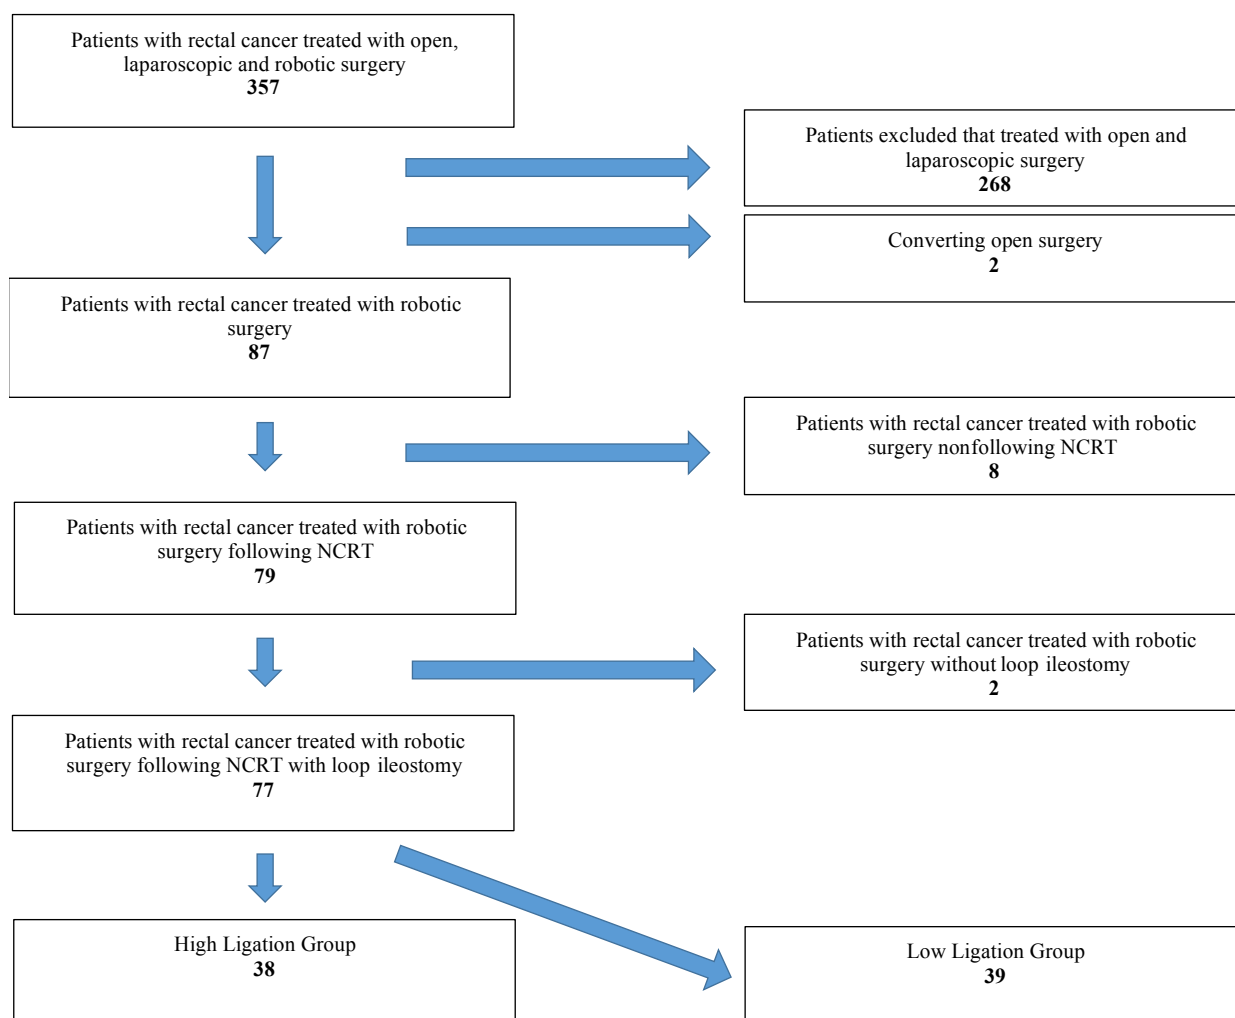 Patients with rectal cancer treated with open,
laparoscopic and robotic surgery
357
Patients excluded that treated with open and
laparoscopic surgery
268
Converting open surgery
2
Patients with rectal cancer treated with robotic
surgery
87
Patients with rectal cancer treated with robotic
surgery nonfollowing NCRT
8
Patients with rectal cancer treated with robotic
surgery following NCRT
79
Patients with rectal cancer treated with robotic
surgery without loop ileostomy
2
Patients with rectal cancer treated with robotic
surgery following NCRT with loop ileostomy
77
High Ligation Group
38
Low Ligation Group
39